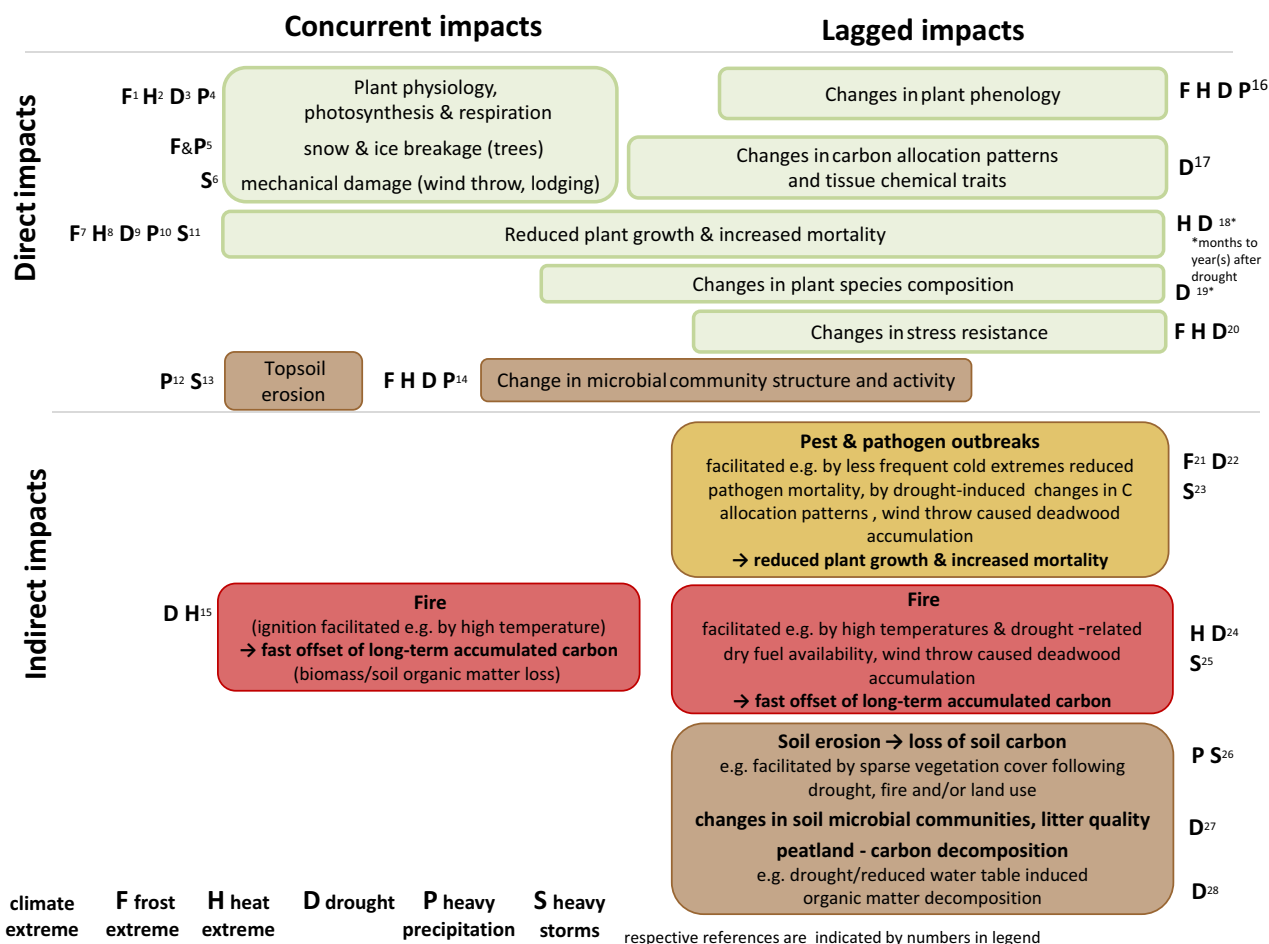 Concurrent impacts
Lagged impacts
Direct impacts
F1 H2 D3 P4
Plant physiology,
photosynthesis & respiration
F&P5
snow & ice breakage (trees)
S6
mechanical damage (wind throw, lodging)
Changes in plant phenology
F H D P16
Changes in carbon allocation patterns
and tissue chemical traits
D17
F7 H8 D9 P10 S11
Reduced plant growth & increased mortality
H D 18*
*months to
year(s) after
drought
Changes in plant species composition
D 19*
Changes in stress resistance
F H D20
P12 S13
Topsoil
erosion
F H D P14
Change in microbial community structure and activity
Indirect impacts
Pest & pathogen outbreaks
facilitated e.g. by less frequent cold extremes reduced
pathogen mortality, by drought-induced changes in C
allocation patterns , wind throw caused deadwood
accumulation
→ reduced plant growth & increased mortality
F21 D22
S23
D H15
Fire
(ignition facilitated e.g. by high temperature)
→ fast offset of long-term accumulated carbon
(biomass/soil organic matter loss)
Fire
facilitated e.g. by high temperatures & drought –related
dry fuel availability, wind throw caused deadwood
accumulation
→ fast offset of long-term accumulated carbon
H D24
S25
Soil erosion → loss of soil carbon
e.g. facilitated by sparse vegetation cover following
drought, fire and/or land use
P S26
changes in soil microbial communities, litter quality
D27
peatland - carbon decomposition
e.g. drought/reduced water table induced
organic matter decomposition
D28
climate
extreme
F frost
extreme
H heat
extreme
D drought
P heavy
precipitation
S heavy
storms
respective references are indicated by numbers in legend